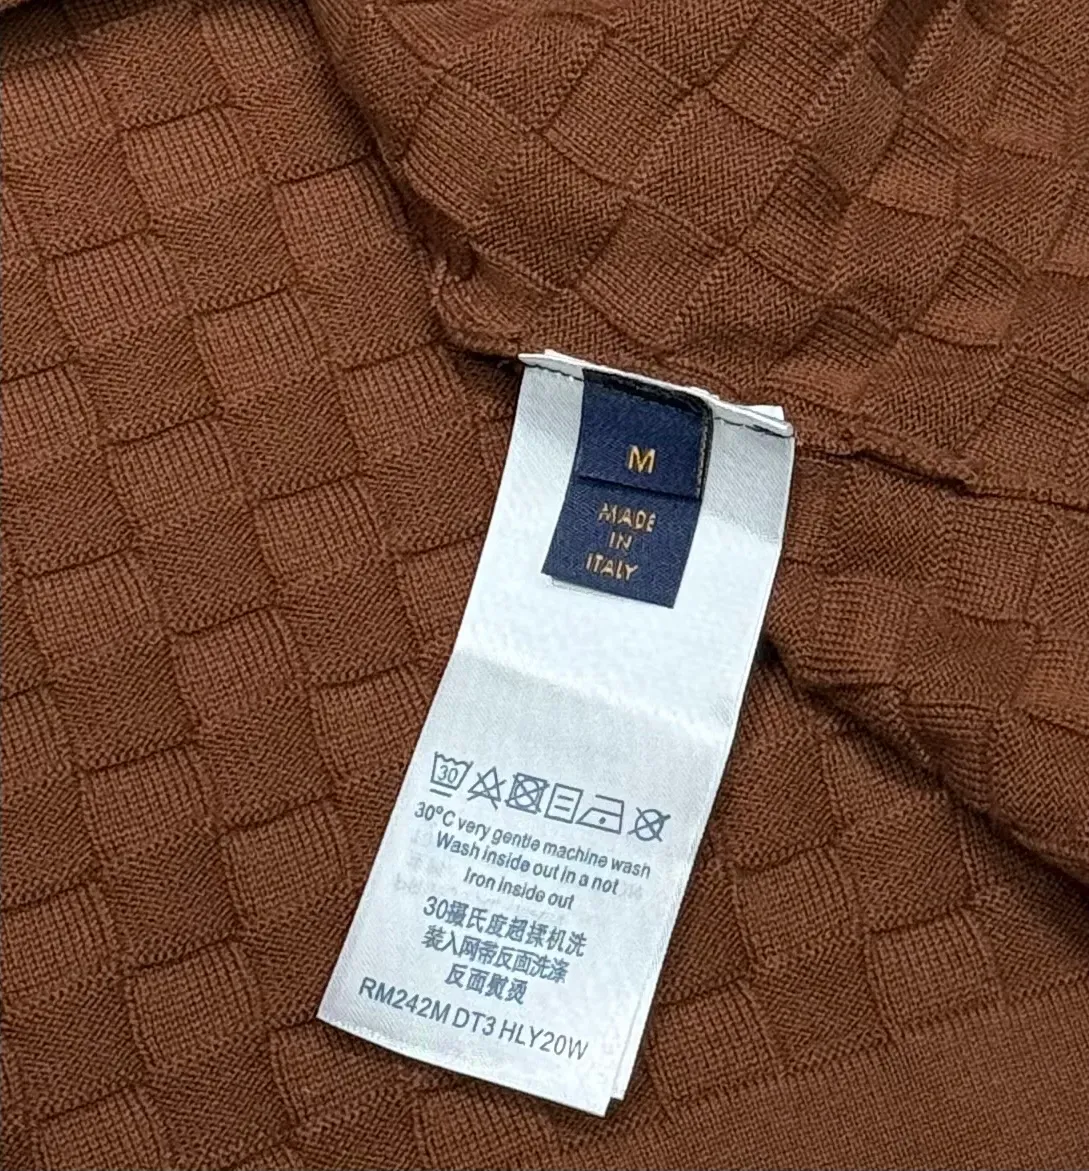 M
MADE
IN
ITALY
30
30°C very gentle machine wash
Wash inside out in a not
Iron inside out
30摄氏度超揉机洗
装入网带反面洗涤
反面熨烫
RM242M DT3 HLY20W